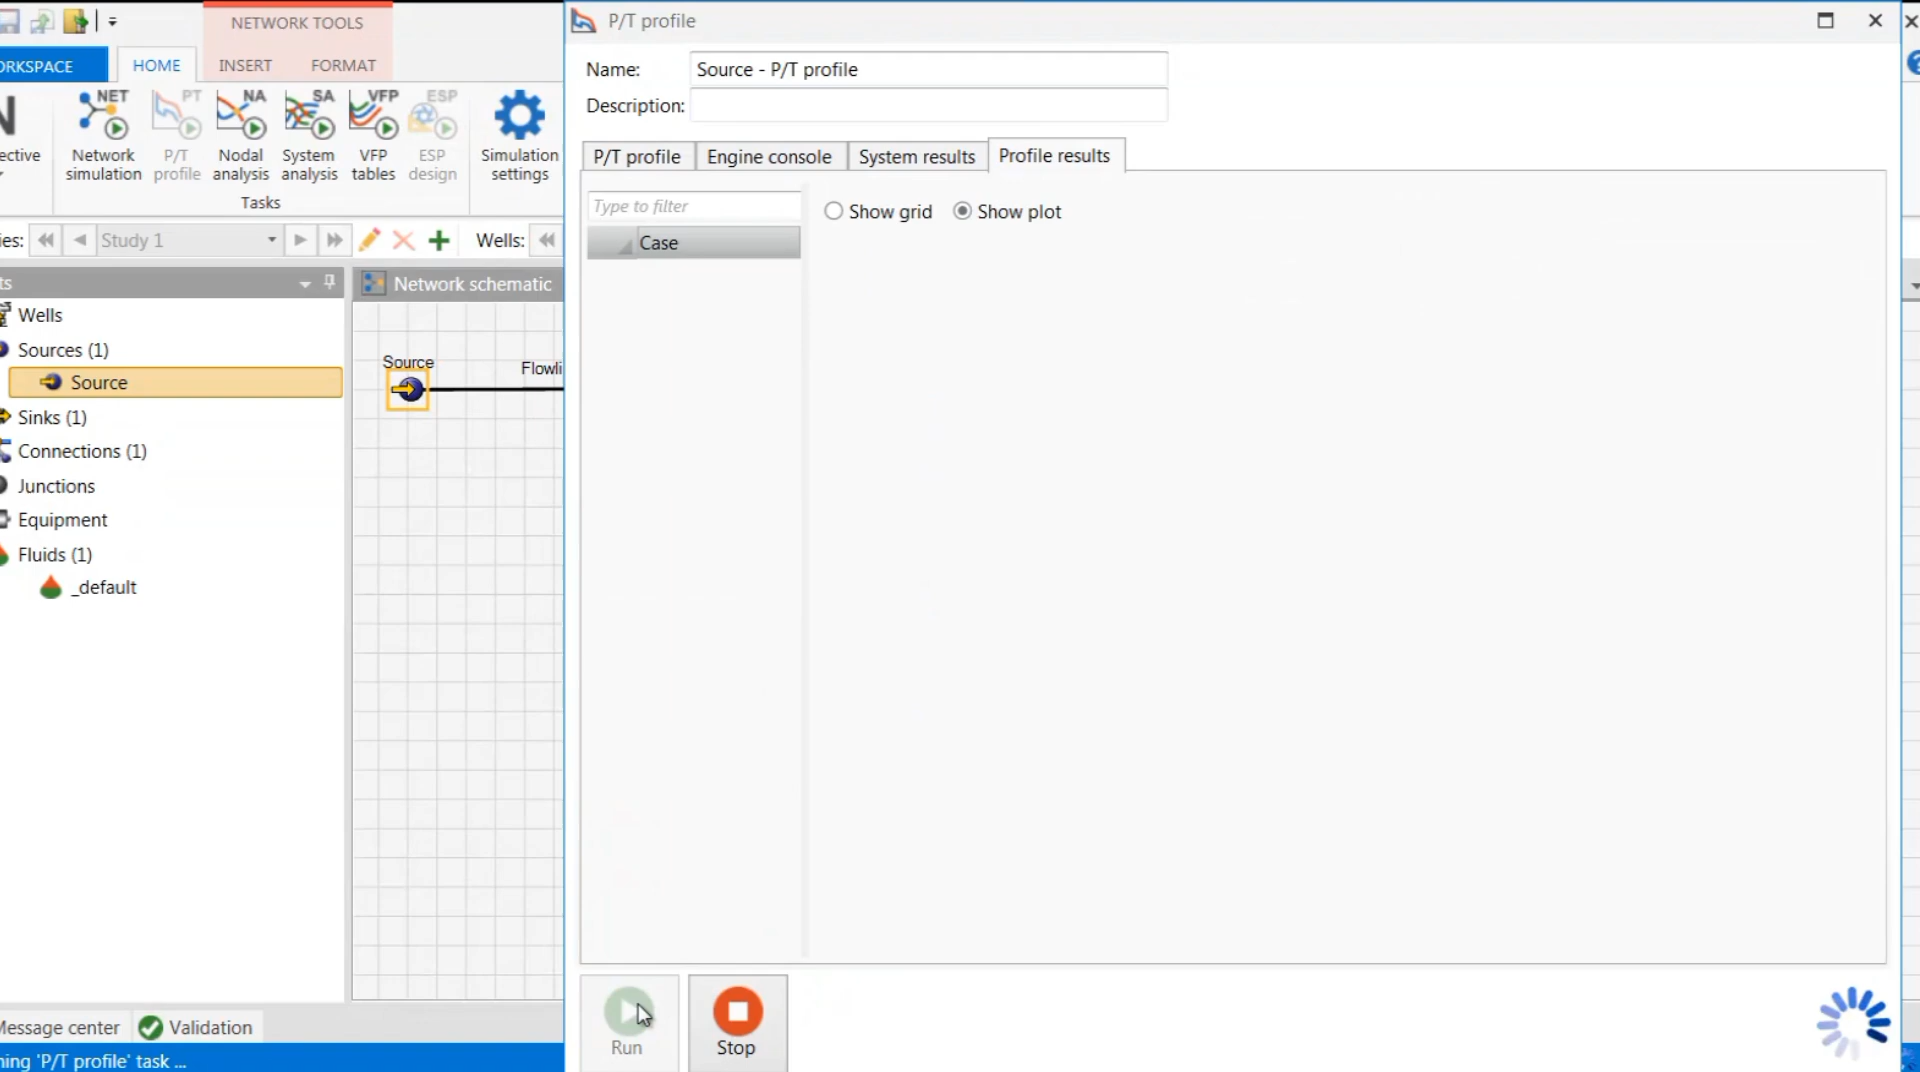 NETWORK TOOLS
P/T profile
ORKSPACE
HOME
INSERT
FORMAT
Name:
Source - P/T profile
Description:
N
NET
PT
NA
SA
VFP
ESP
ective
Network simulation
P/T profile
Nodal analysis
System analysis
VFP tables
ESP design
Simulation settings
Tasks
P/T profile
Engine console
System results
Profile results
Type to filter
Show grid
Show plot
Case
ies:
Study 1
Wells:
ts
Network schematic
Wells
Sources (1)
Source
Sinks (1)
Connections (1)
Junctions
Equipment
Fluids (1)
_default
Source
Flowli
Run
Stop
Message center
Validation
ning 'P/T profile' task ...